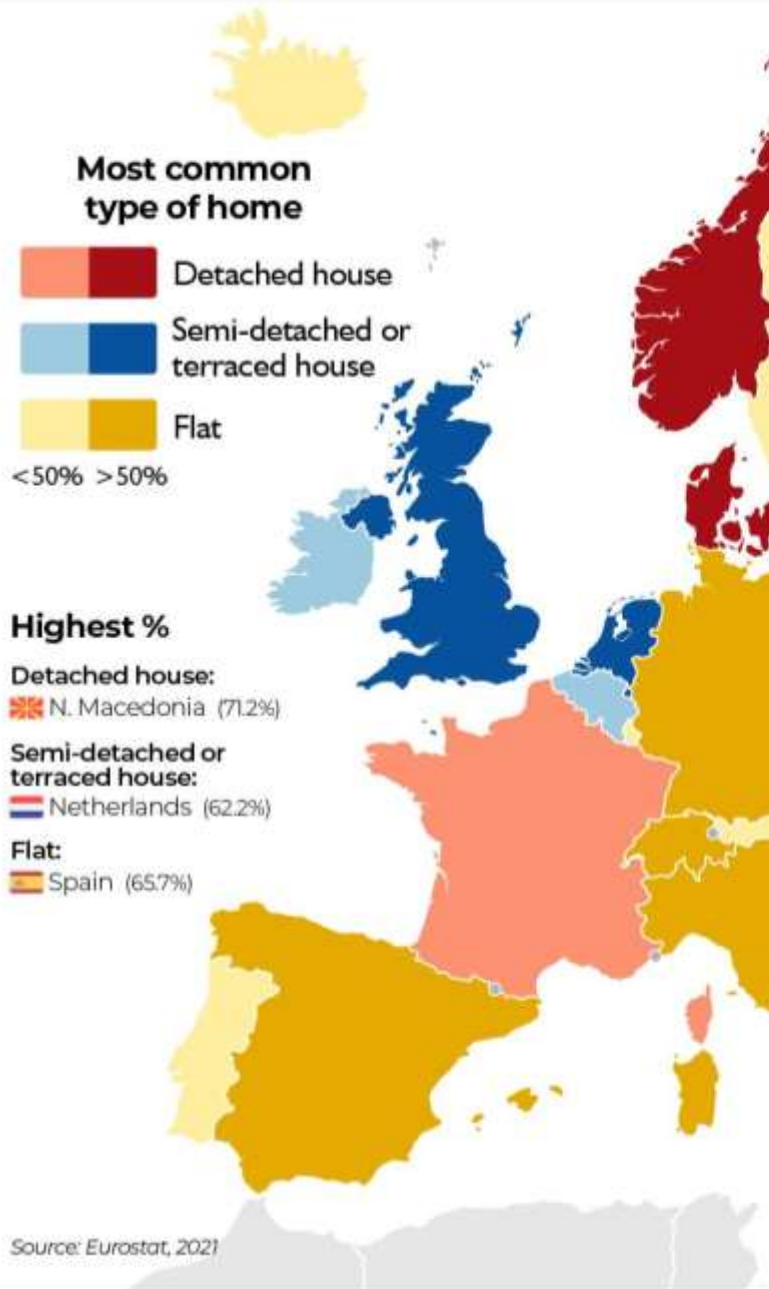 Most common
type of home
Detached house
Semi-detached or
terraced house
Flat
<50% >50%
Highest %
Detached house:
N. Macedonia (71.2%)
Semi-detached or
terraced house:
Netherlands (62.2%)
Flat:
Spain (65.7%)
Source: Eurostat, 2021